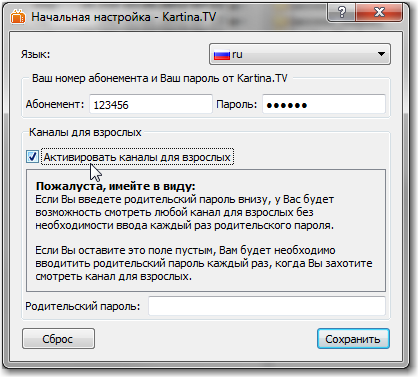 Начальная настройка - Kartina.TV
Язык: ru
Ваш номер абонемента и Ваш пароль от Kartina.TV
Абонемент: 123456 Пароль: ●●●●●●
Каналы для взрослых
Активировать каналы для взрослых
Пожалуста, имейте в виду:
Если Вы введете родительский пароль внизу, у Вас будет
возможность смотреть любой канал для взрослых без
необходимости ввода каждый раз родительского пароля.
Если Вы оставите это поле пустым, Вам будет необходимо
вводитить родительский пароль каждый раз, когда Вы захотите
смотреть канал для взрослых.
Родительский пароль:
Сброс Сохранить